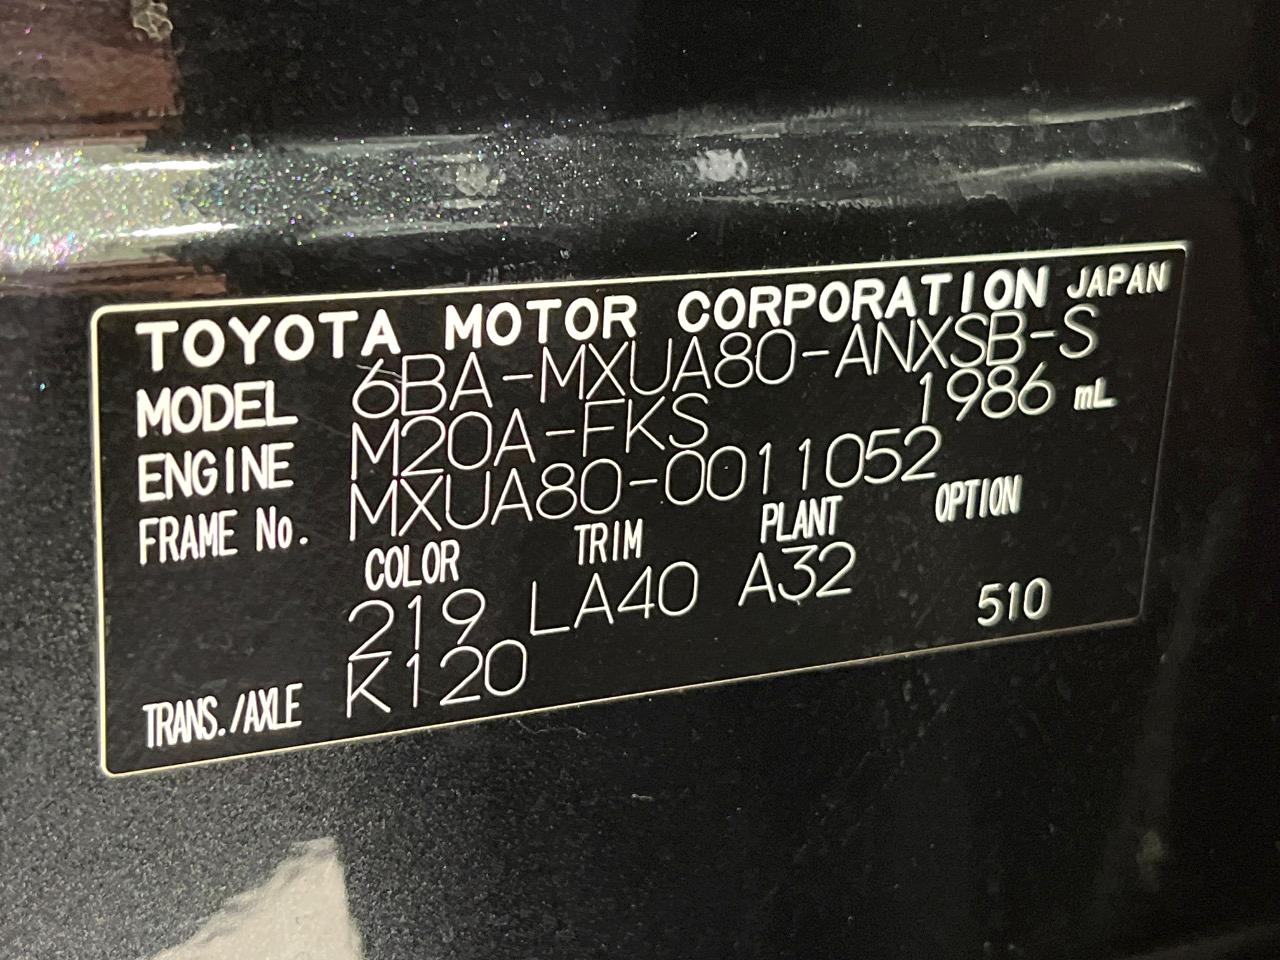 TOYOTA MOTOR CORPORATION JAPAN
MODEL 6BA-MXUA80-ANXSB-S
ENGINE M20A-FKS 1986 mL
FRAME No. MXUA80-0011052
COLOR TRIM PLANT OPTION
219 LA40 A32 510
TRANS./AXLE K120